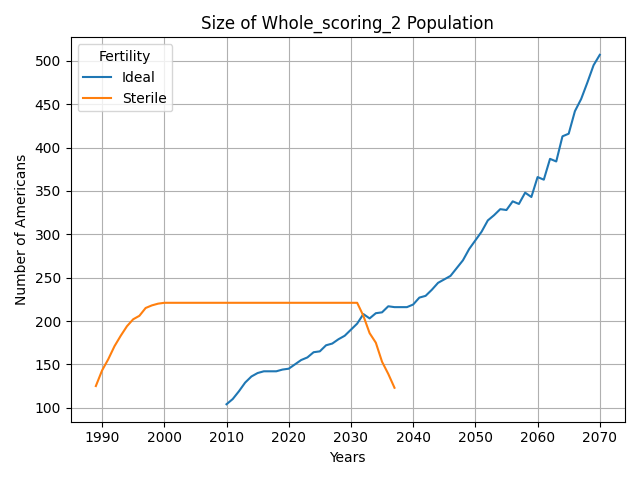 Size of Whole_scoring_2 Population
Fertility
Ideal
Sterile
Number of Americans
500
450
400
350
300
250
200
150
100
1990 2000 2010 2020 2030 2040 2050 2060 2070
Years